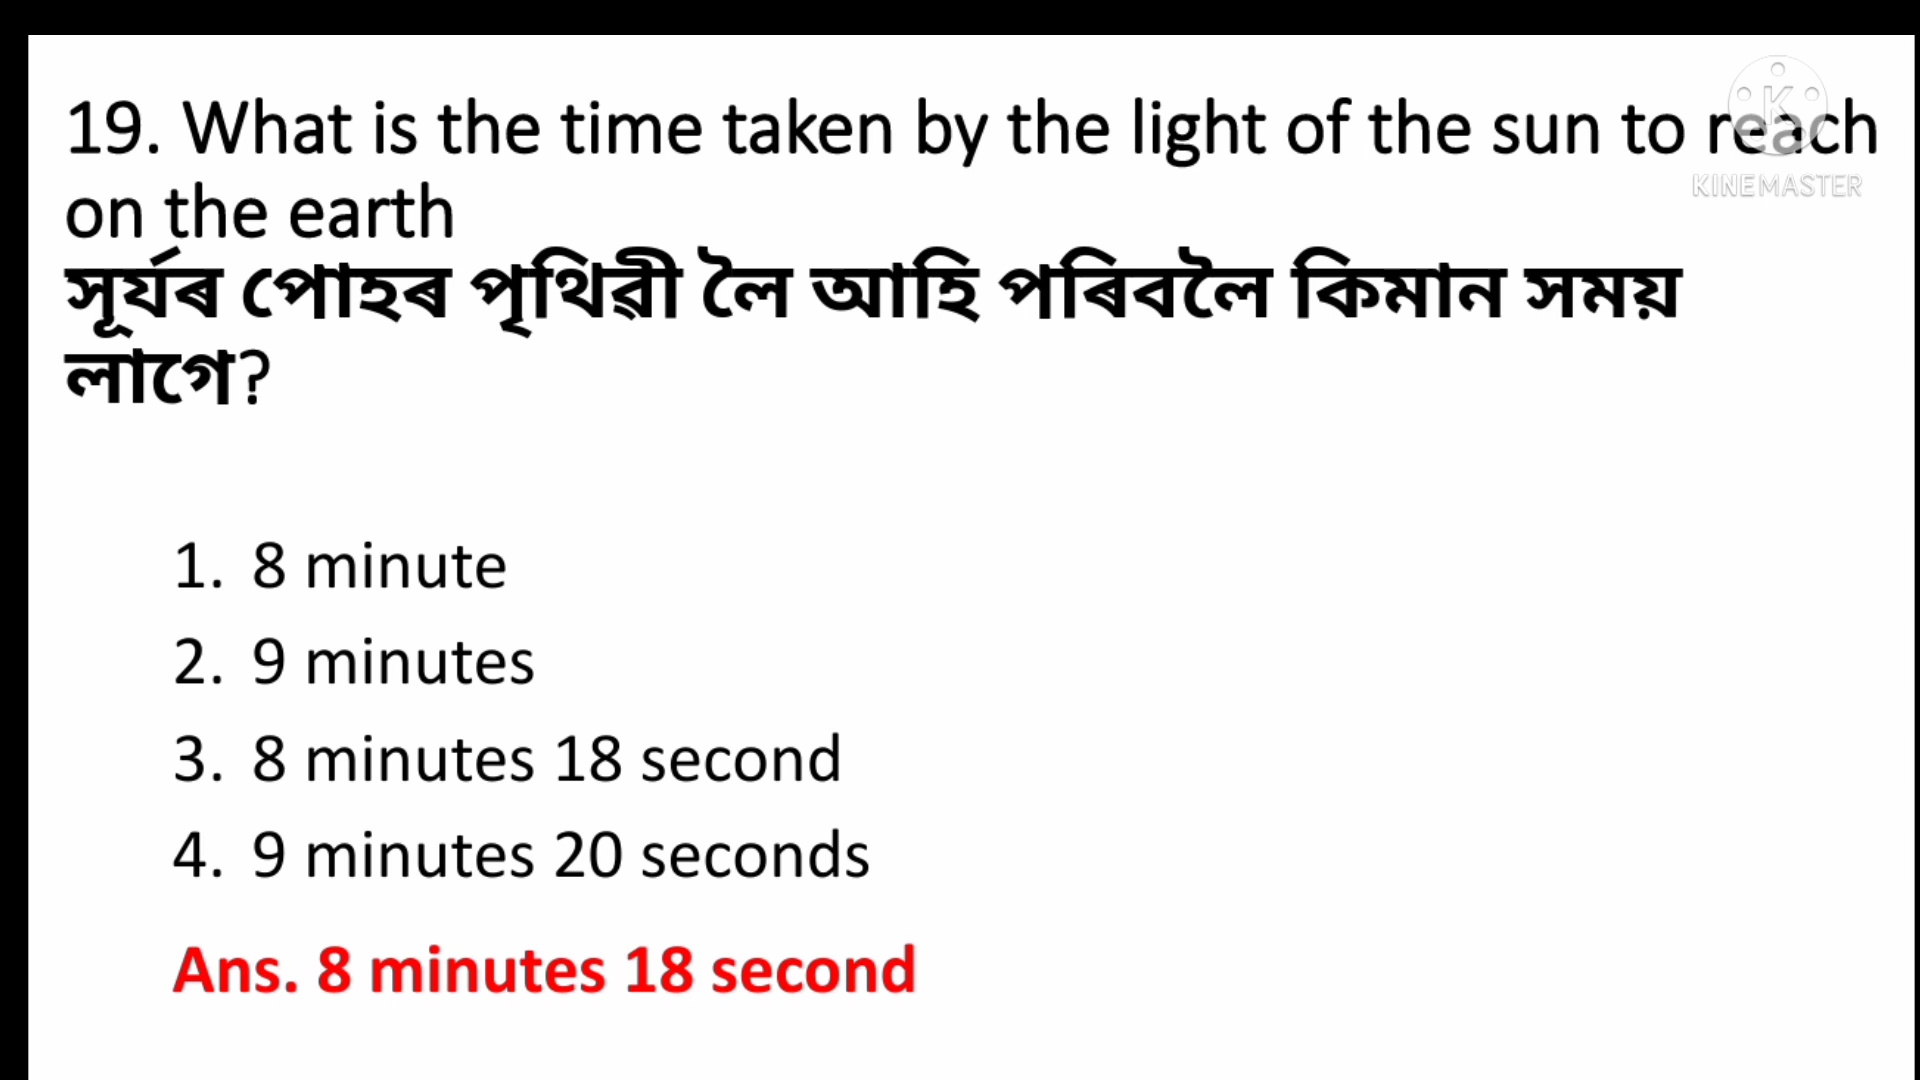 19. What is the time taken by the light of the sun to reach
on the earth
সূৰ্যৰ পোহৰ পৃথিৱী লৈ আহি পৰিবলৈ কিমান সময়
লাগে?
K
KINEMASTER
1. 8 minute
2. 9 minutes
3. 8 minutes 18 second
4. 9 minutes 20 seconds
Ans. 8 minutes 18 second